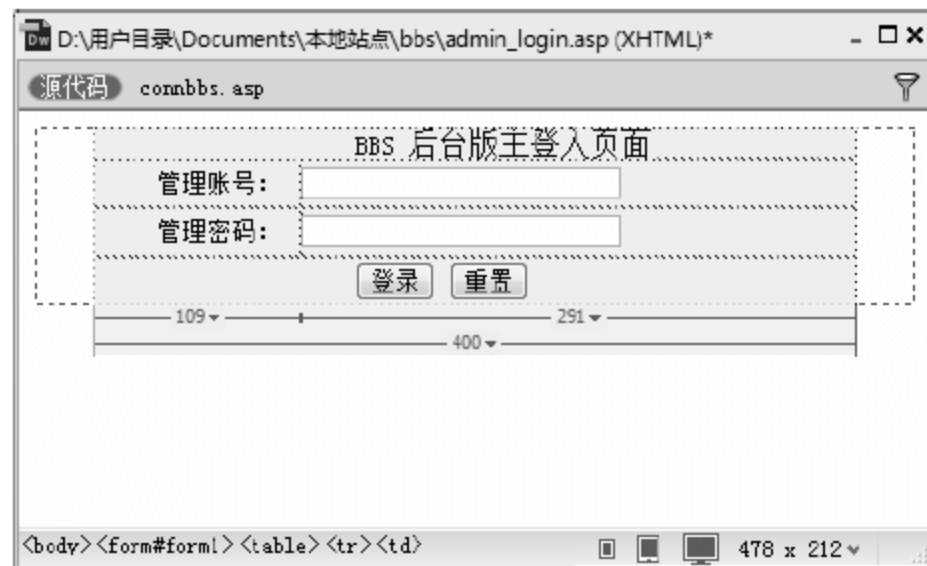 Dw D:\用户目录\Documents\本地站点\bbs\admin_login.asp (XHTML)*
源代码 connbbs.asp
BBS 后台版主登入页面
管理账号：
管理密码：
登录 重置
109 291
400
<body><form#form1><table><tr><td> 478 x 212